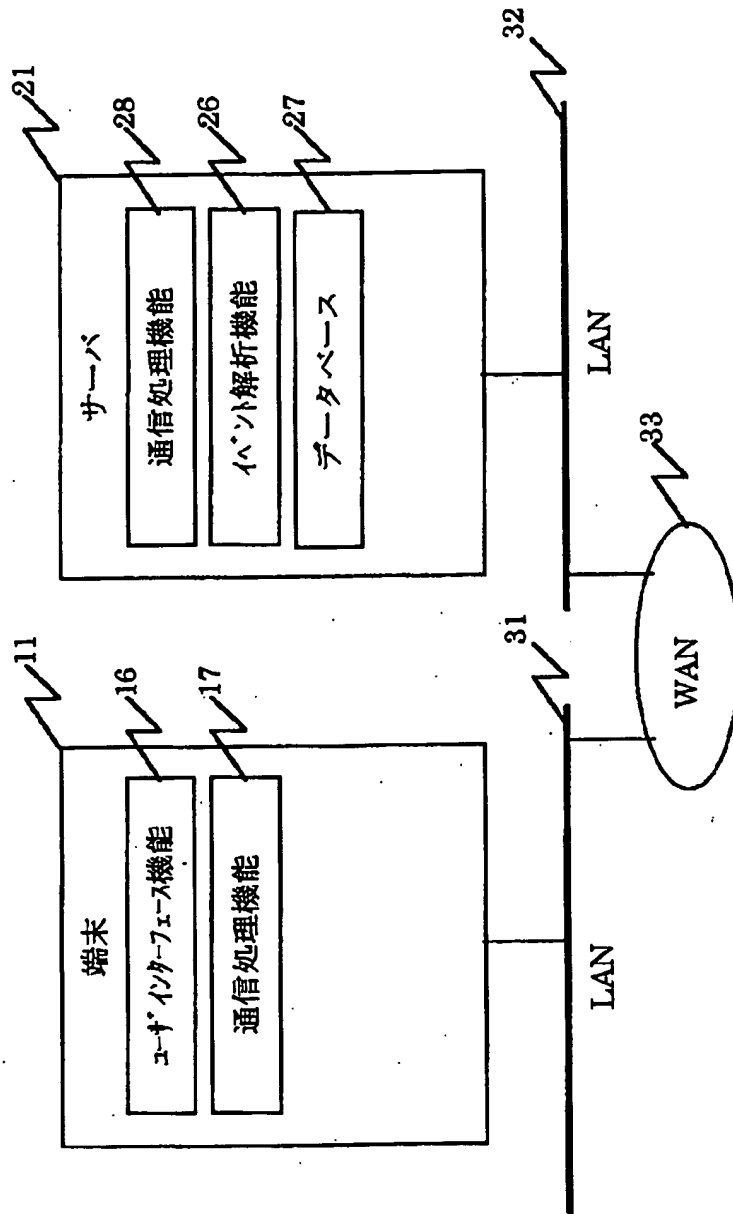 11
端末
16
ユーザインターフェース機能
17
通信処理機能
31
LAN
21
サーバ
28
通信処理機能
26
イベント解析機能
27
データベース
32
LAN
33
WAN